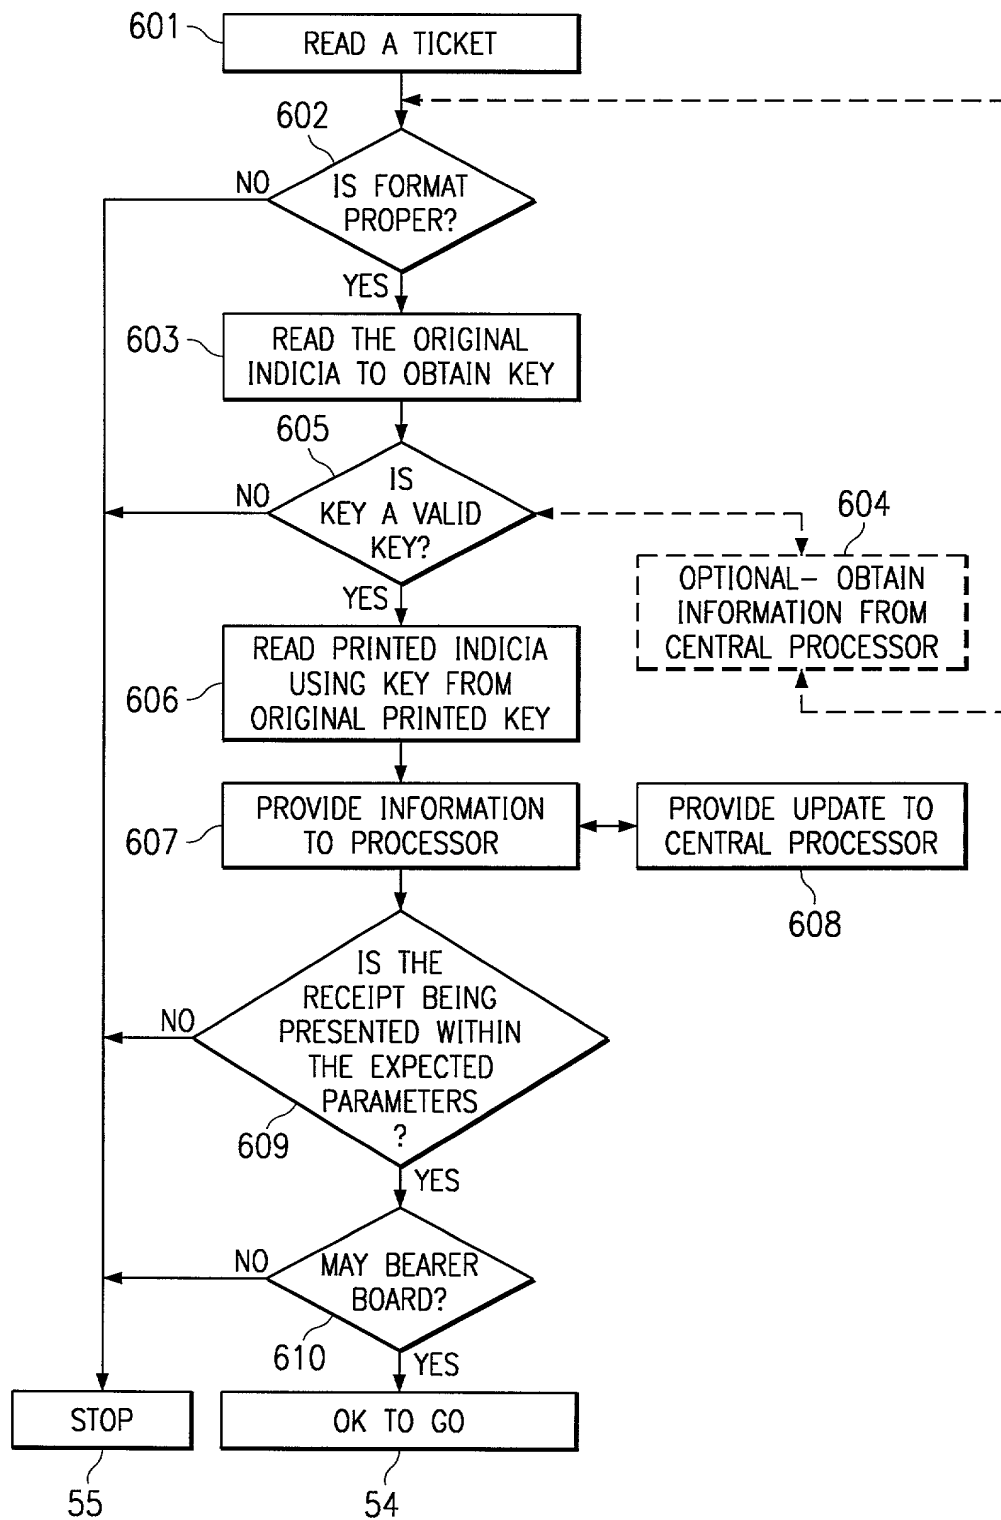 601
READ A TICKET
602
NO
IS FORMAT
PROPER?
YES
603
READ THE ORIGINAL
INDICIA TO OBTAIN KEY
605
NO
IS
KEY A VALID
KEY?
YES
604
OPTIONAL- OBTAIN
INFORMATION FROM
CENTRAL PROCESSOR
606
READ PRINTED INDICIA
USING KEY FROM
ORIGINAL PRINTED KEY
607
PROVIDE INFORMATION
TO PROCESSOR
PROVIDE UPDATE TO
CENTRAL PROCESSOR
608
NO
IS THE
RECEIPT BEING
PRESENTED WITHIN
THE EXPECTED
PARAMETERS
?
609
YES
NO
MAY BEARER
BOARD?
610
YES
STOP
OK TO GO
55
54